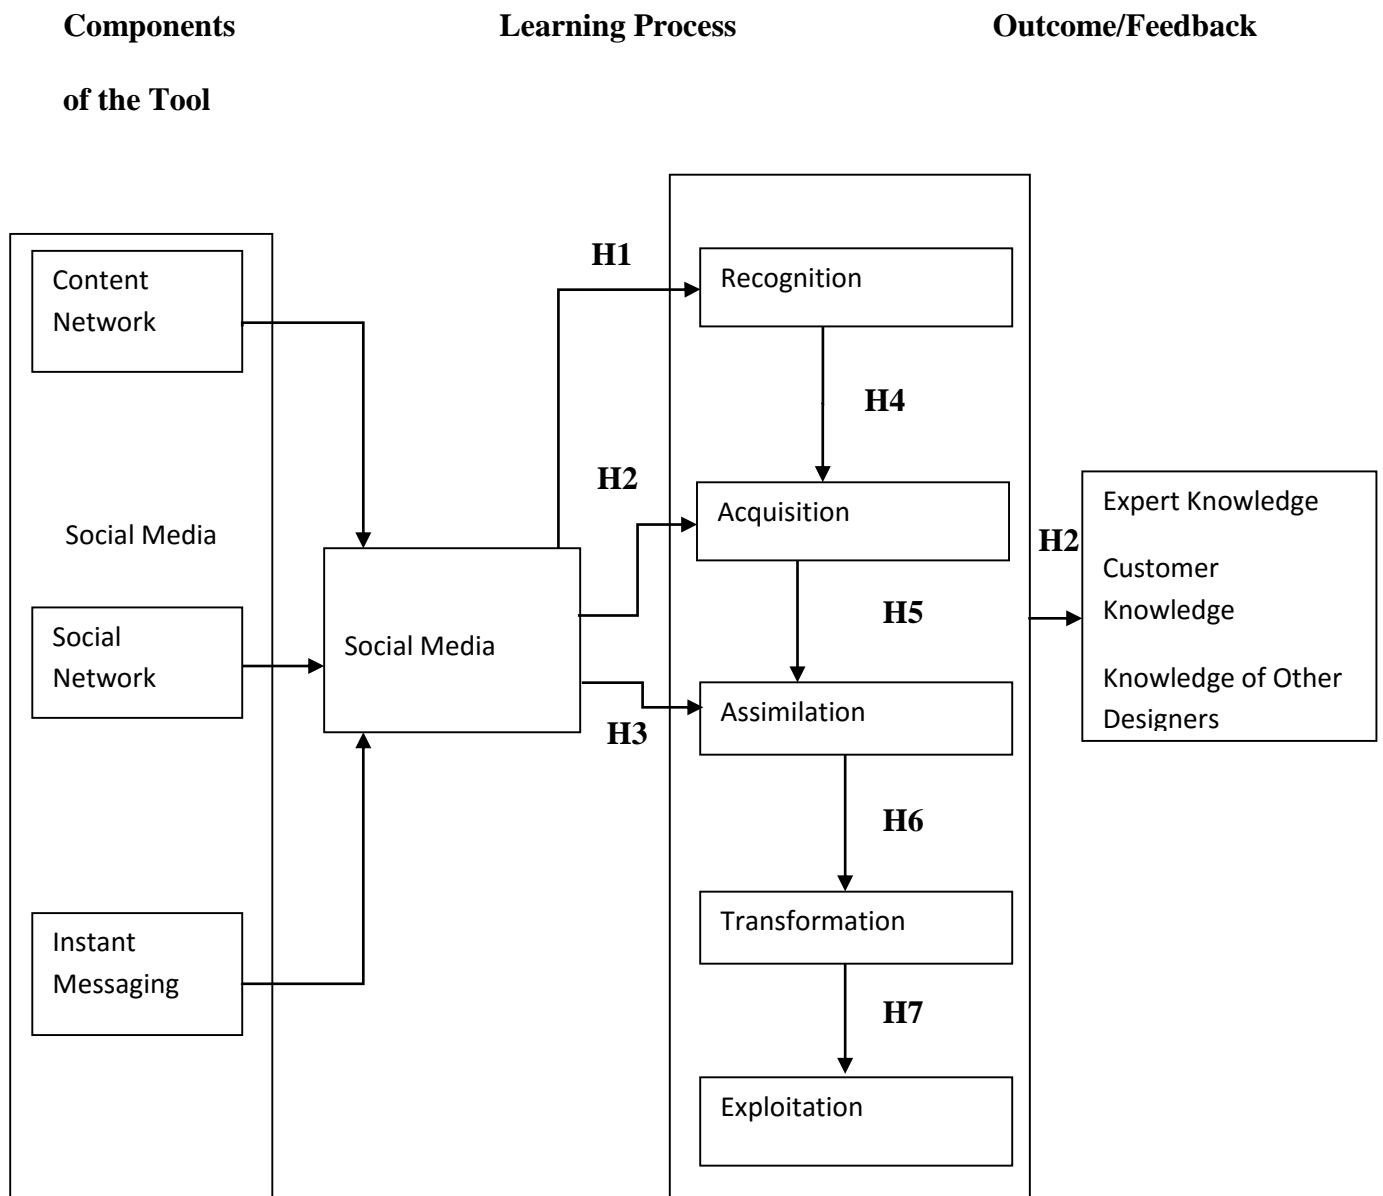 Components
of the Tool
Learning Process
Outcome/Feedback
Content
Network
Social Media
Social
Network
Instant
Messaging
Social Media
H1
H2
H3
Recognition
H4
Acquisition
H5
Assimilation
H6
Transformation
H7
Exploitation
H2
Expert Knowledge
Customer
Knowledge
Knowledge of Other
Designers